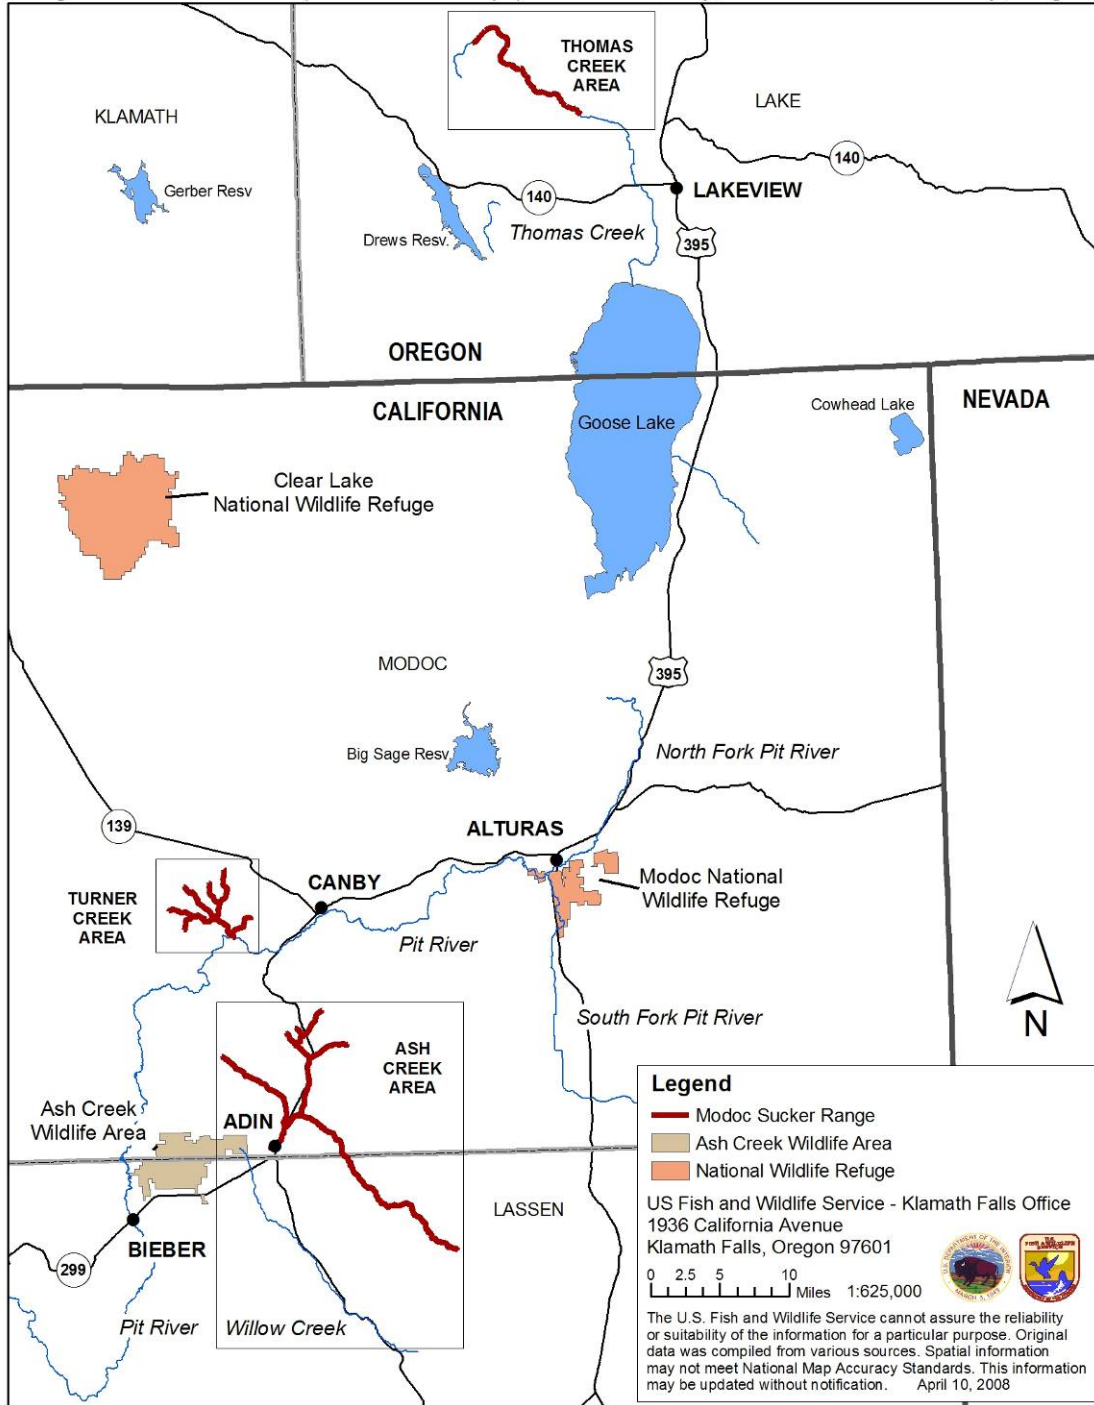 THOMAS
CREEK
AREA
KLAMATH
LAKE
140
Gerber Resv
140
LAKEVIEW
Drews Resv.
Thomas Creek
395
OREGON
CALIFORNIA
Cowhead Lake
NEVADA
Goose Lake
Clear Lake
National Wildlife Refuge
MODOC
395
Big Sage Resv
North Fork Pit River
139
ALTURAS
CANBY
Modoc National
Wildlife Refuge
TURNER
CREEK
AREA
Pit River
N
South Fork Pit River
ASH
CREEK
AREA
Ash Creek
Wildlife Area
ADIN
LASSEN
BIEBER
299
Pit River
Willow Creek
Legend
Modoc Sucker Range
Ash Creek Wildlife Area
National Wildlife Refuge
US Fish and Wildlife Service - Klamath Falls Office
1936 California Avenue
Klamath Falls, Oregon 97601
0 2.5 5 10
Miles 1:625,000
The U.S. Fish and Wildlife Service cannot assure the reliability
or suitability of the information for a particular purpose. Original
data was compiled from various sources. Spatial information
may not meet National Map Accuracy Standards. This information
may be updated without notification. April 10, 2008